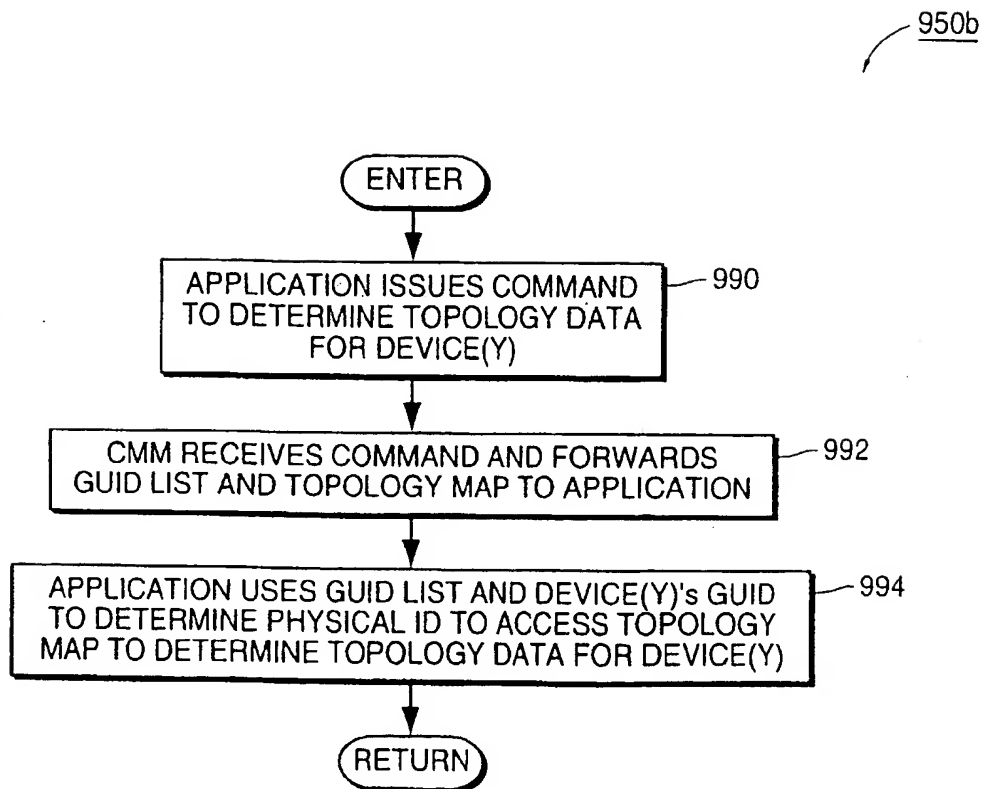 950b
ENTER
APPLICATION ISSUES COMMAND
TO DETERMINE TOPOLOGY DATA
FOR DEVICE(Y)
990
CMM RECEIVES COMMAND AND FORWARDS
GUID LIST AND TOPOLOGY MAP TO APPLICATION
992
APPLICATION USES GUID LIST AND DEVICE(Y)'s GUID
TO DETERMINE PHYSICAL ID TO ACCESS TOPOLOGY
MAP TO DETERMINE TOPOLOGY DATA FOR DEVICE(Y)
994
RETURN